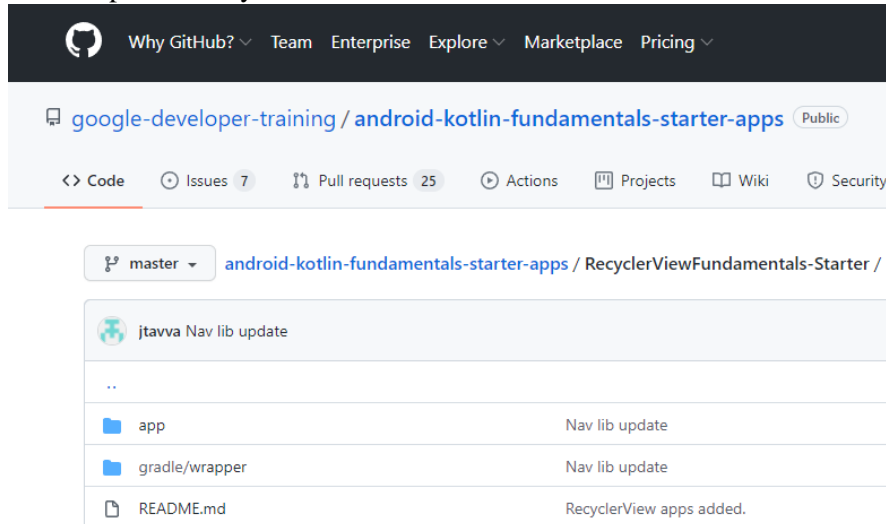 Why GitHub? Team Enterprise Explore Marketplace Pricing
google-developer-training / android-kotlin-fundamentals-starter-apps Public
<> Code Issues 7 Pull requests 25 Actions Projects Wiki Security
master android-kotlin-fundamentals-starter-apps / RecyclerViewFundamentals-Starter /
jtavva Nav lib update
..
app Nav lib update
gradle/wrapper Nav lib update
README.md RecyclerView apps added.